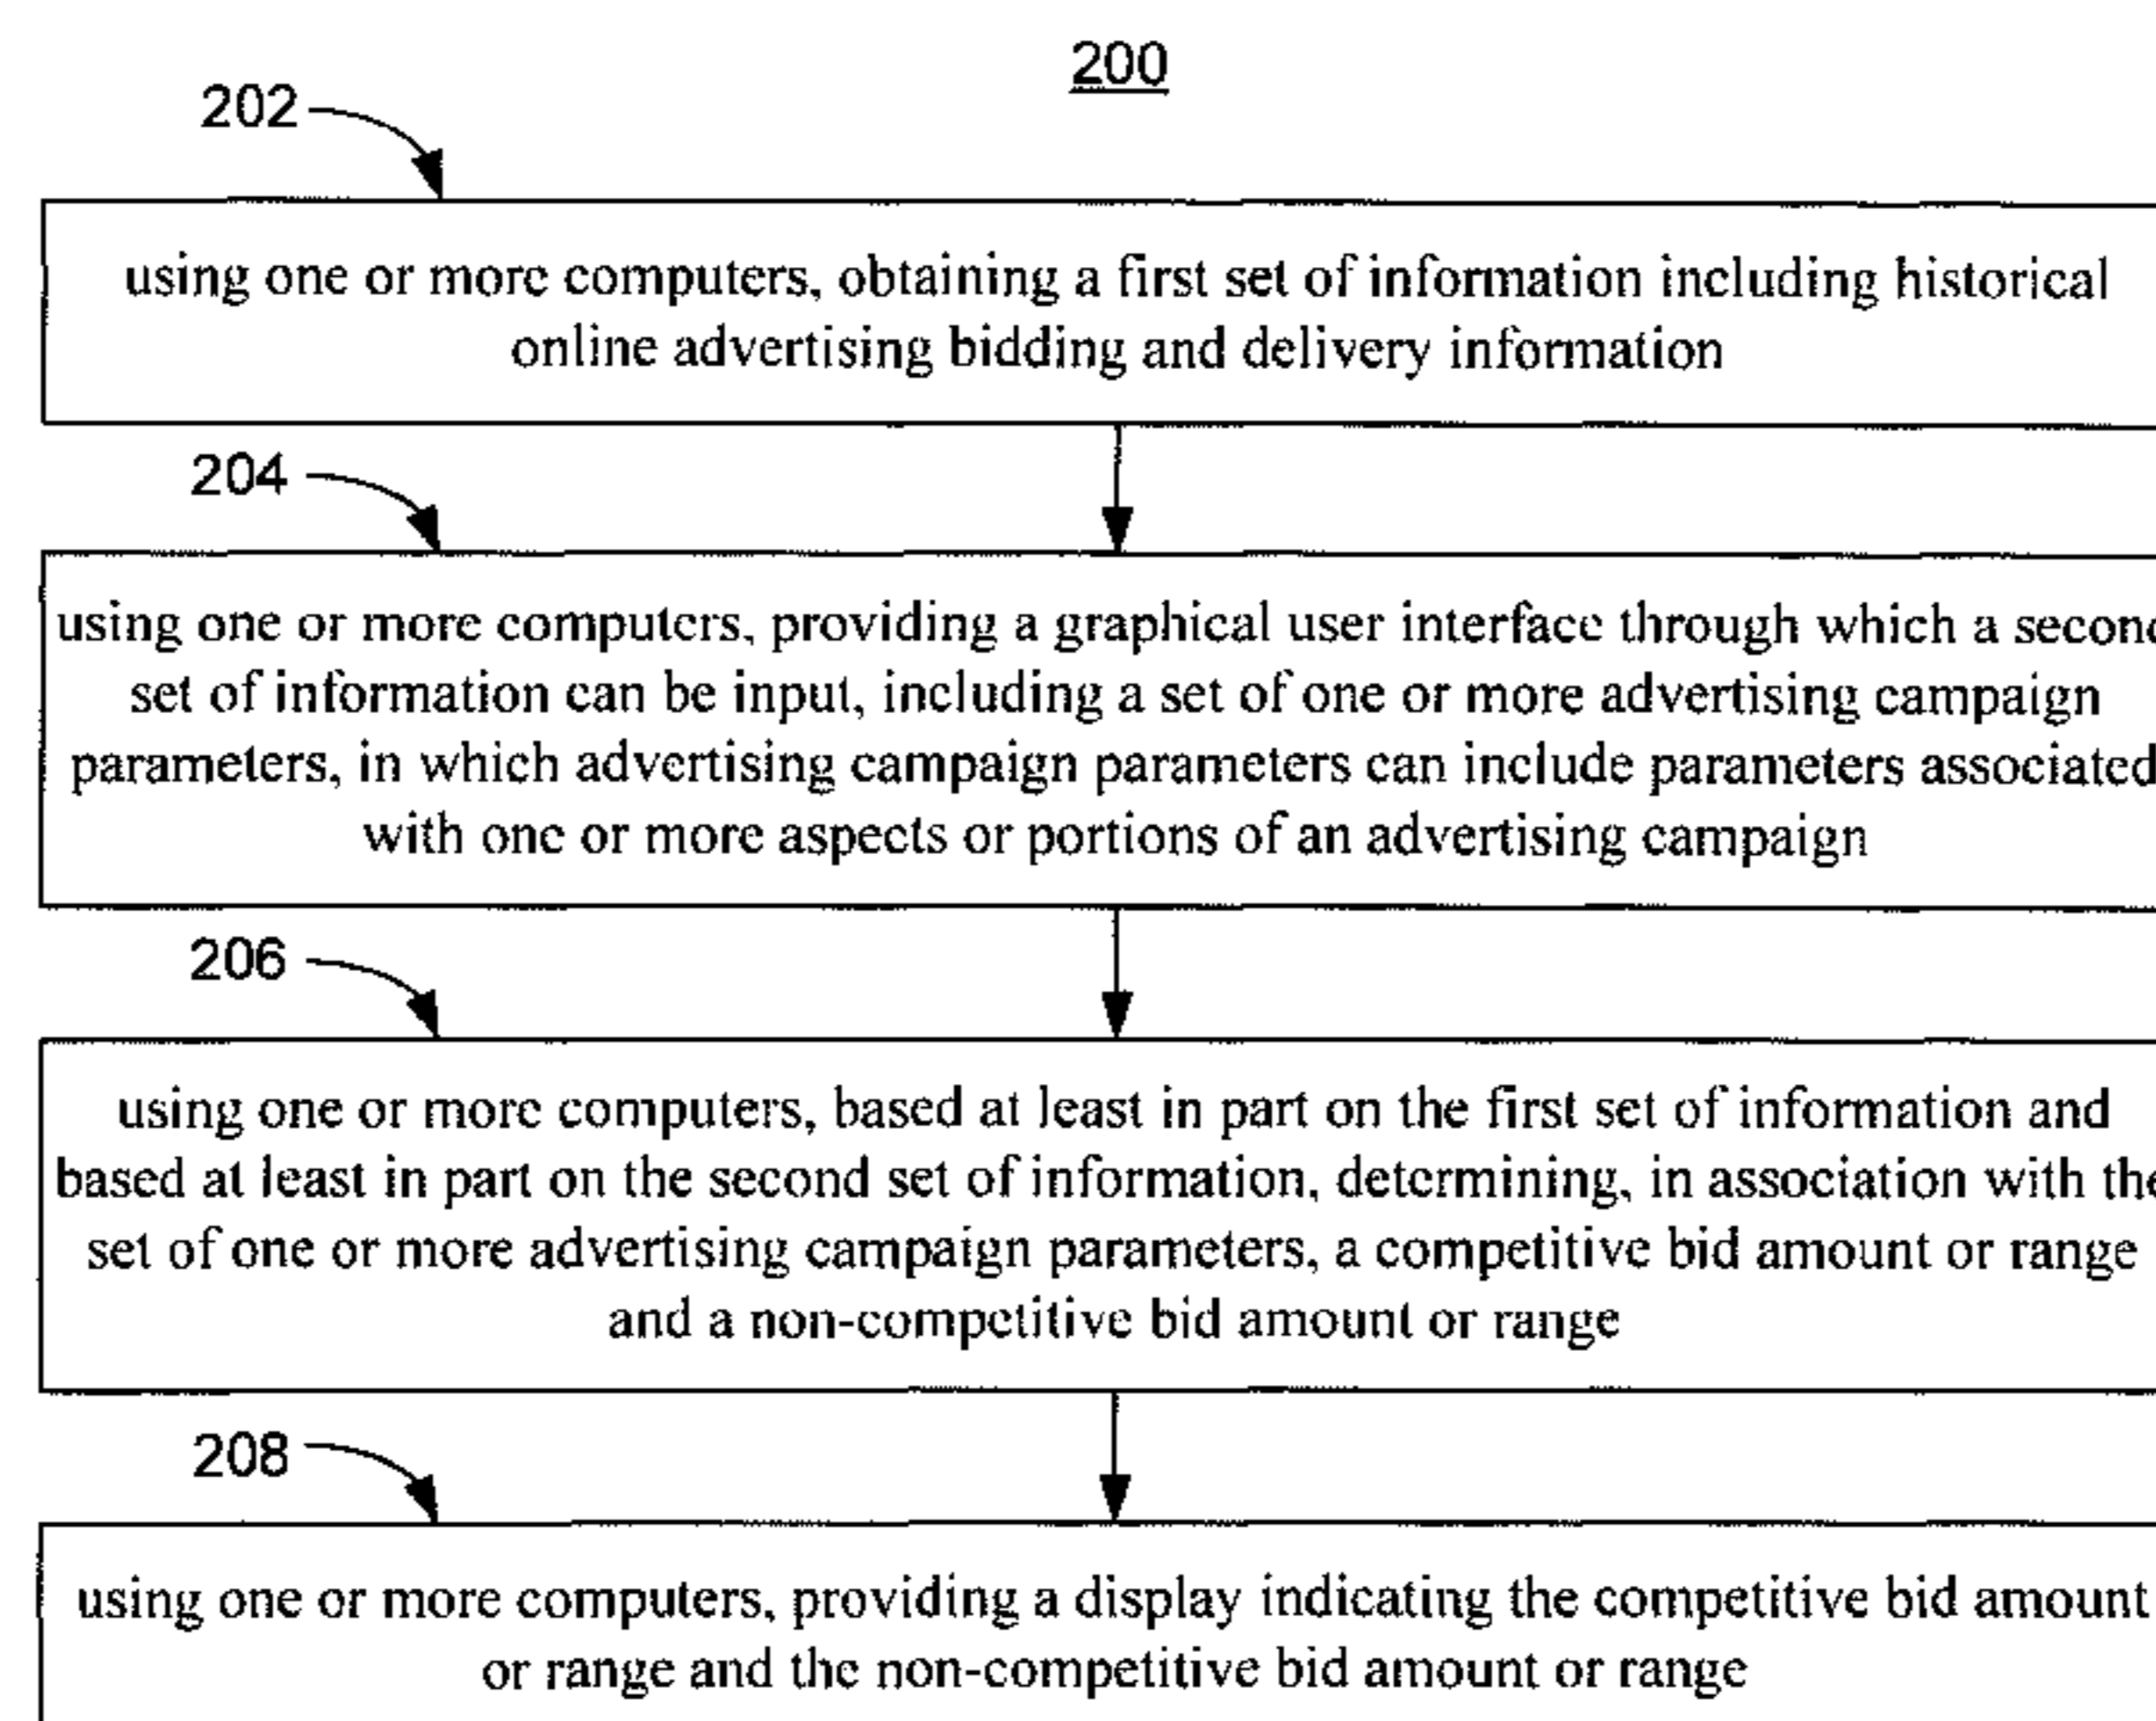 200
202
using one or more computers, obtaining a first set of information including historical
online advertising bidding and delivery information
204
using one or more computers, providing a graphical user interface through which a second
set of information can be input, including a set of one or more advertising campaign
parameters, in which advertising campaign parameters can include parameters associated
with one or more aspects or portions of an advertising campaign
206
using one or more computers, based at least in part on the first set of information and
based at least in part on the second set of information, determining, in association with the
set of one or more advertising campaign parameters, a competitive bid amount or range
and a non-competitive bid amount or range
208
using one or more computers, providing a display indicating the competitive bid amount
or range and the non-competitive bid amount or range